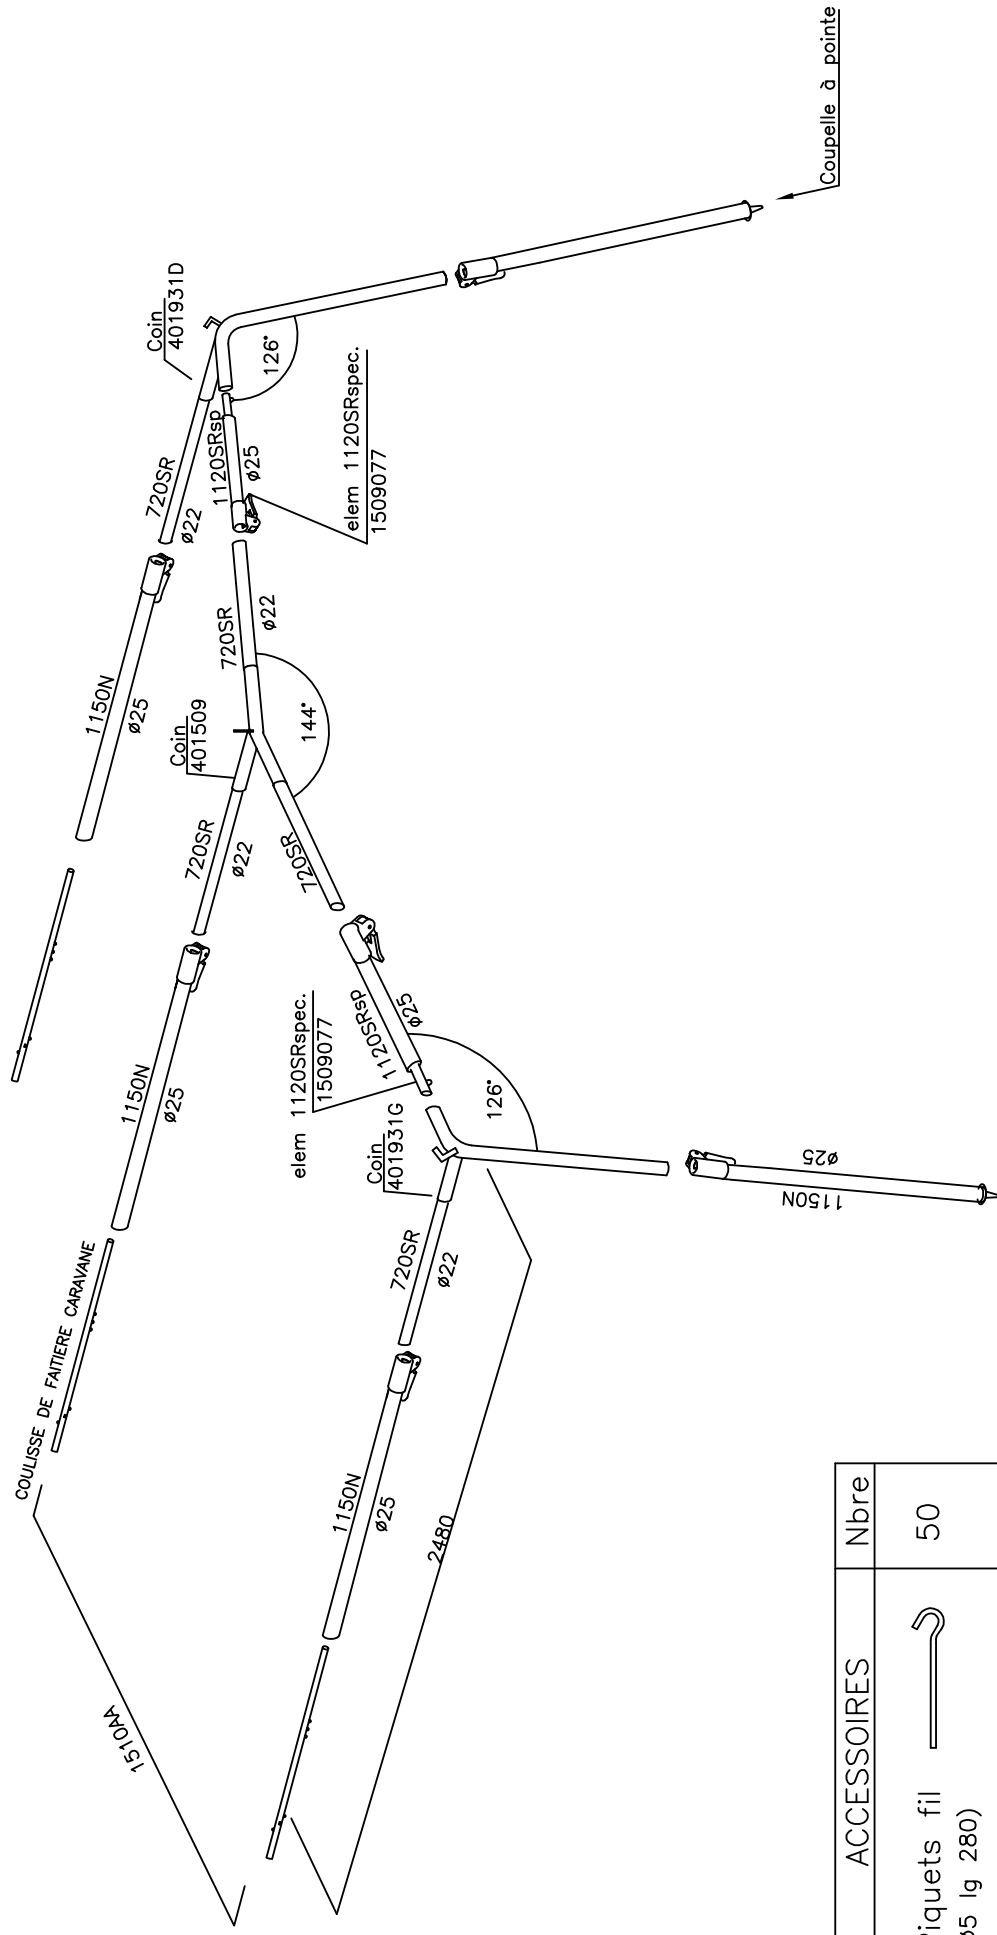 Coupelle à pointe
Coin
401931D
126°
720SR
ø22
1120SRsp
ø25
elem 1120SRspec.
1509077
1150N
ø25
720SR
ø22
Coin
401509
144°
720SR
ø22
720SR
1150N
ø25
1120SRsp
ø25
elem 1120SRspec.
1509077
126°
Coin
401931G
720SR
ø22
1150N
ø25
COULISSE DE FAITIERE CARAVANE
1150N
ø25
2480
1510AA
ACCESSOIRES
Nbre
Piquets fil
50
ø5 lg 280)